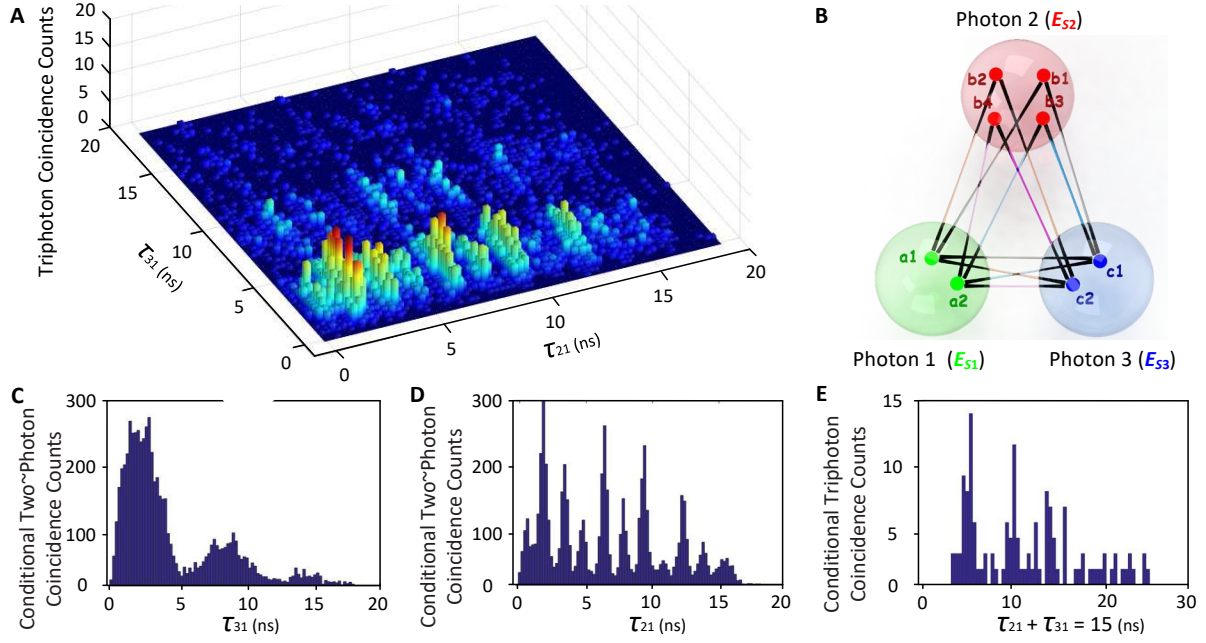 A
Triphoton Coincidence Counts
20
15
10
5
0
20
15
10
5
0
τ31 (ns)
0
5
10
15
20
τ21 (ns)
B
Photon 2 (ES2)
b2
b1
b4
b3
a1
a2
c1
c2
Photon 1 (ES1)
Photon 3 (ES3)
C
Conditional Two~Photon
Coincidence Counts
300
200
100
0
0
5
10
15
20
τ31 (ns)
D
Conditional Two~Photon
Coincidence Counts
300
200
100
0
0
5
10
15
20
τ21 (ns)
E
Conditional Triphoton
Coincidence Counts
15
10
5
0
0
10
20
30
τ21 + τ31 = 15 (ns)